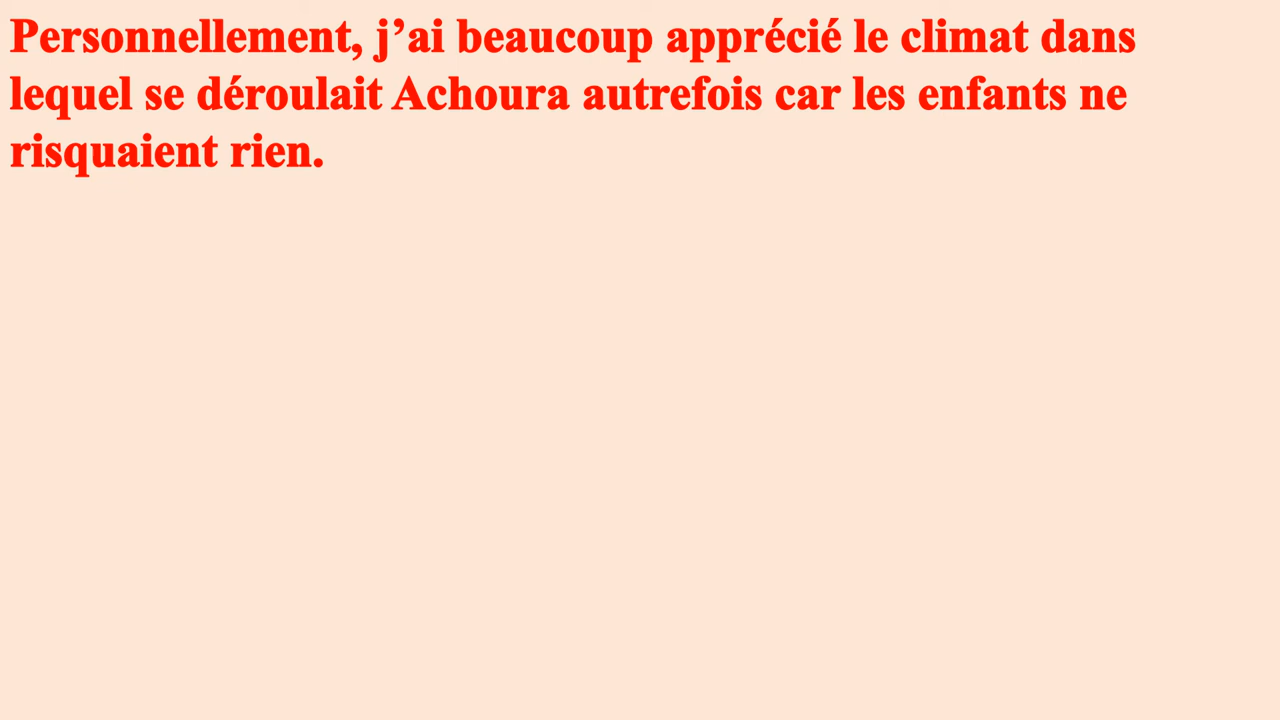 Personnellement, j’ai beaucoup apprécié le climat dans
lequel se déroulait Achoura autrefois car les enfants ne
risquaient rien.